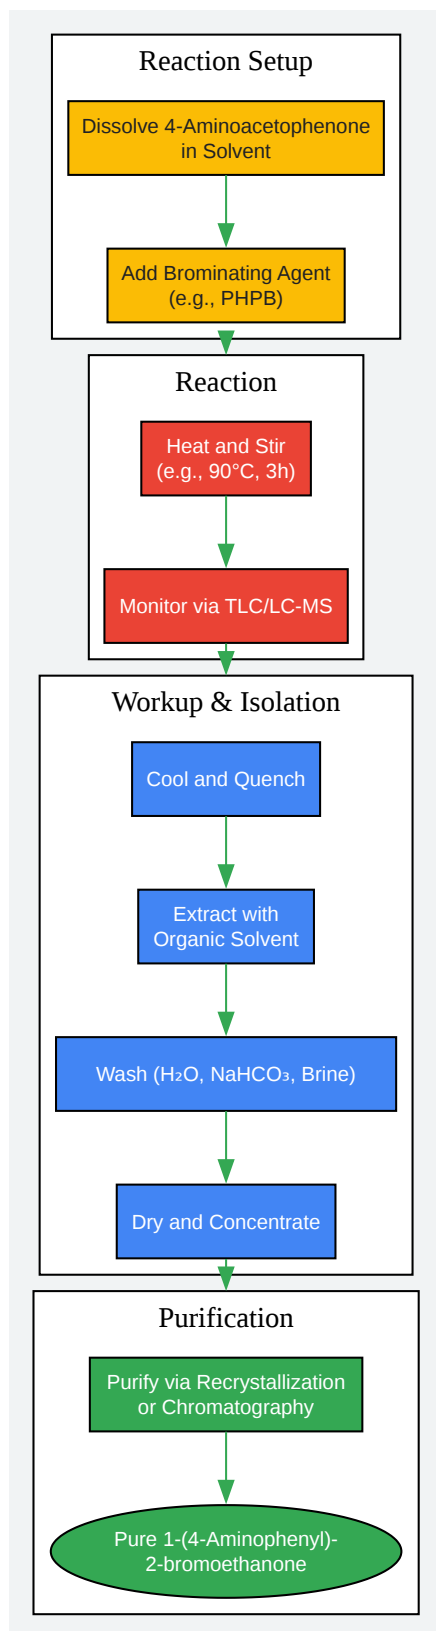 Reaction Setup
Dissolve 4-Aminoacetophenone
in Solvent
Add Brominating Agent
(e.g., PHPB)
Reaction
Heat and Stir
(e.g., 90°C, 3h)
Monitor via TLC/LC-MS
Workup & Isolation
Cool and Quench
Extract with
Organic Solvent
Wash (H₂O, NaHCO₃, Brine)
Dry and Concentrate
Purification
Purify via Recrystallization
or Chromatography
Pure 1-(4-Aminophenyl)-
2-bromoethanone